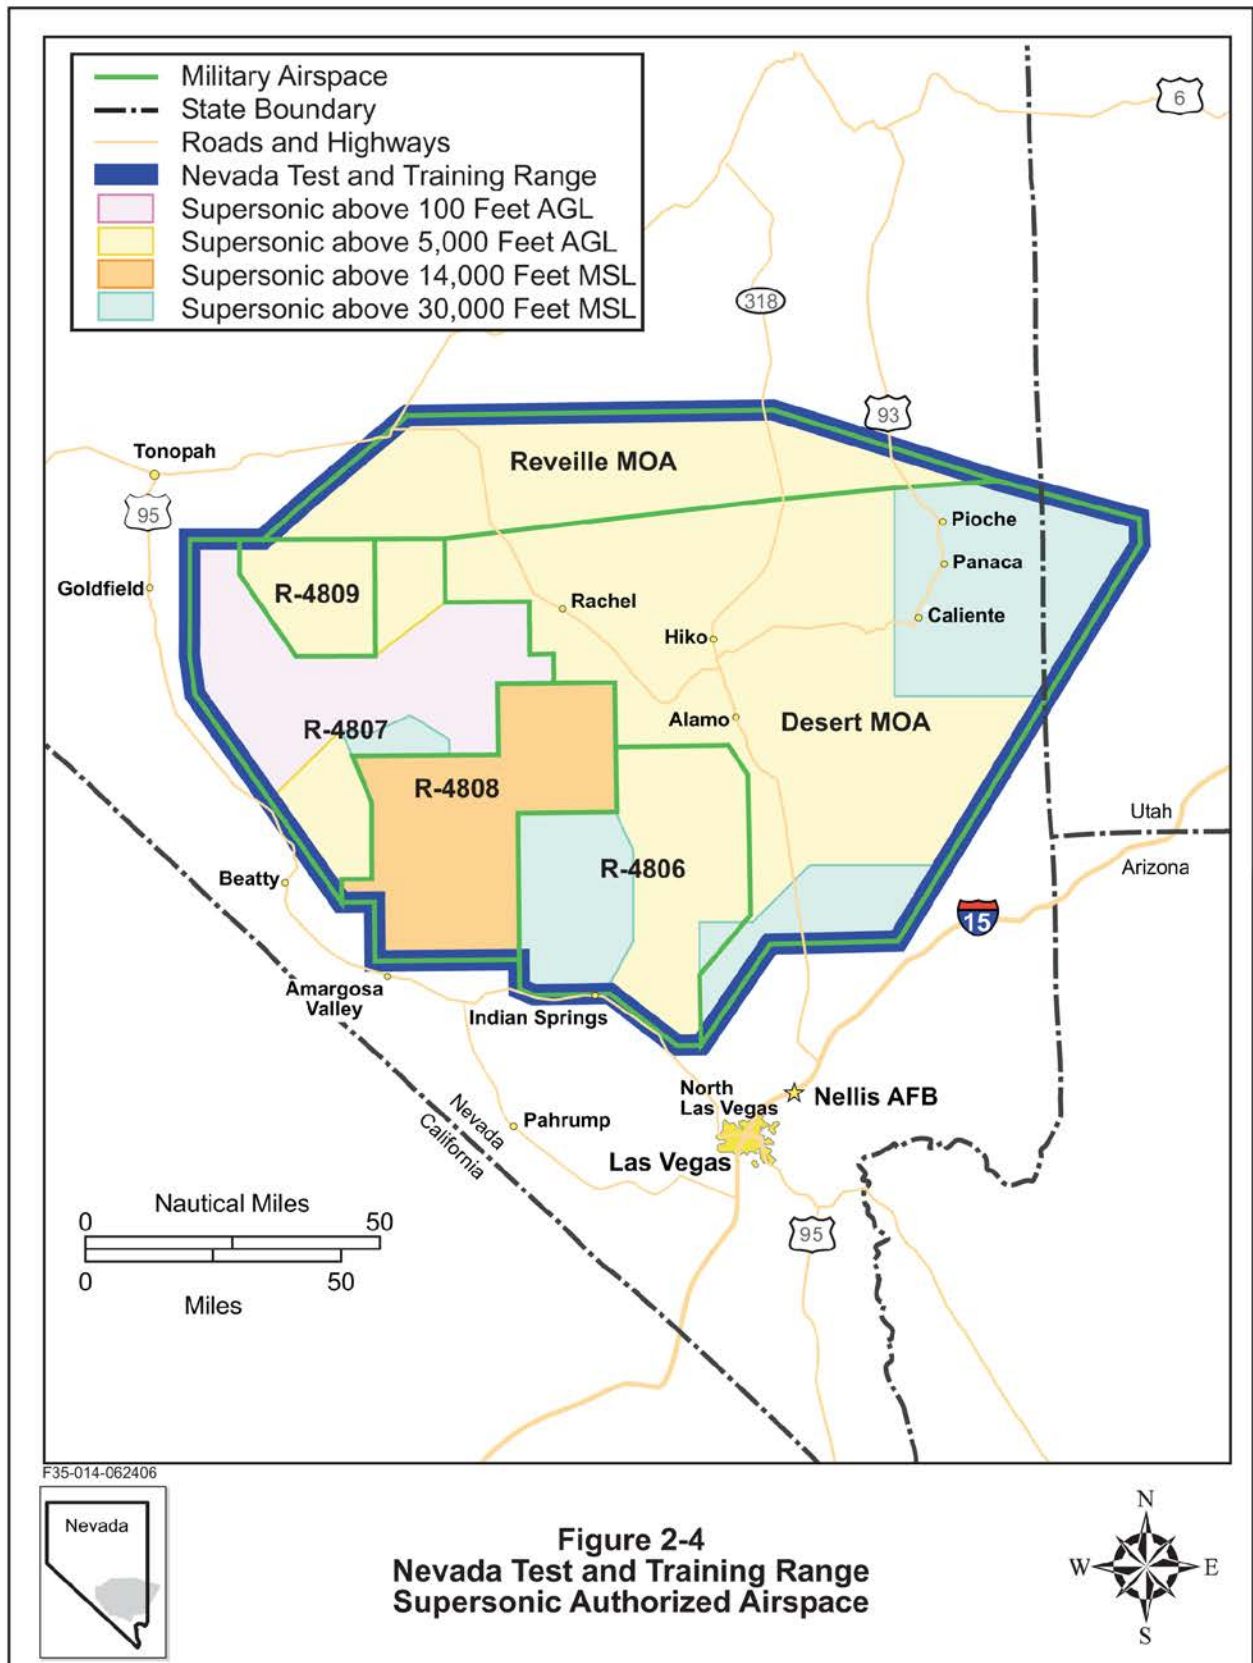 Military Airspace
State Boundary
Roads and Highways
Nevada Test and Training Range
Supersonic above 100 Feet AGL
Supersonic above 5,000 Feet AGL
Supersonic above 14,000 Feet MSL
Supersonic above 30,000 Feet MSL
6
318
93
Tonopah
95
Reveille MOA
Pioche
Panaca
Goldfield
R-4809
Rachel
Caliente
Hiko
Alamo
Desert MOA
R-4807
R-4808
Utah
Arizona
R-4806
Beatty
15
Amargosa
Valley
Indian Springs
North
Las Vegas
Nellis AFB
Nevada
California
Pahrump
Las Vegas
95
Nautical Miles
0 50
0 50
Miles
F35-014-062406
Nevada
Figure 2-4
Nevada Test and Training Range
Supersonic Authorized Airspace
N
W E
S